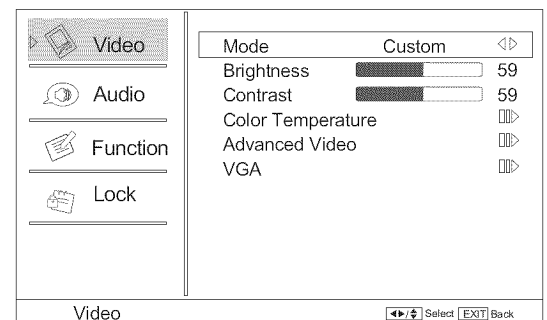 Video
Audio
Function
Lock
Mode Custom
Brightness 59
Contrast 59
Color Temperature
Advanced Video
VGA
Video
Select EXIT Back